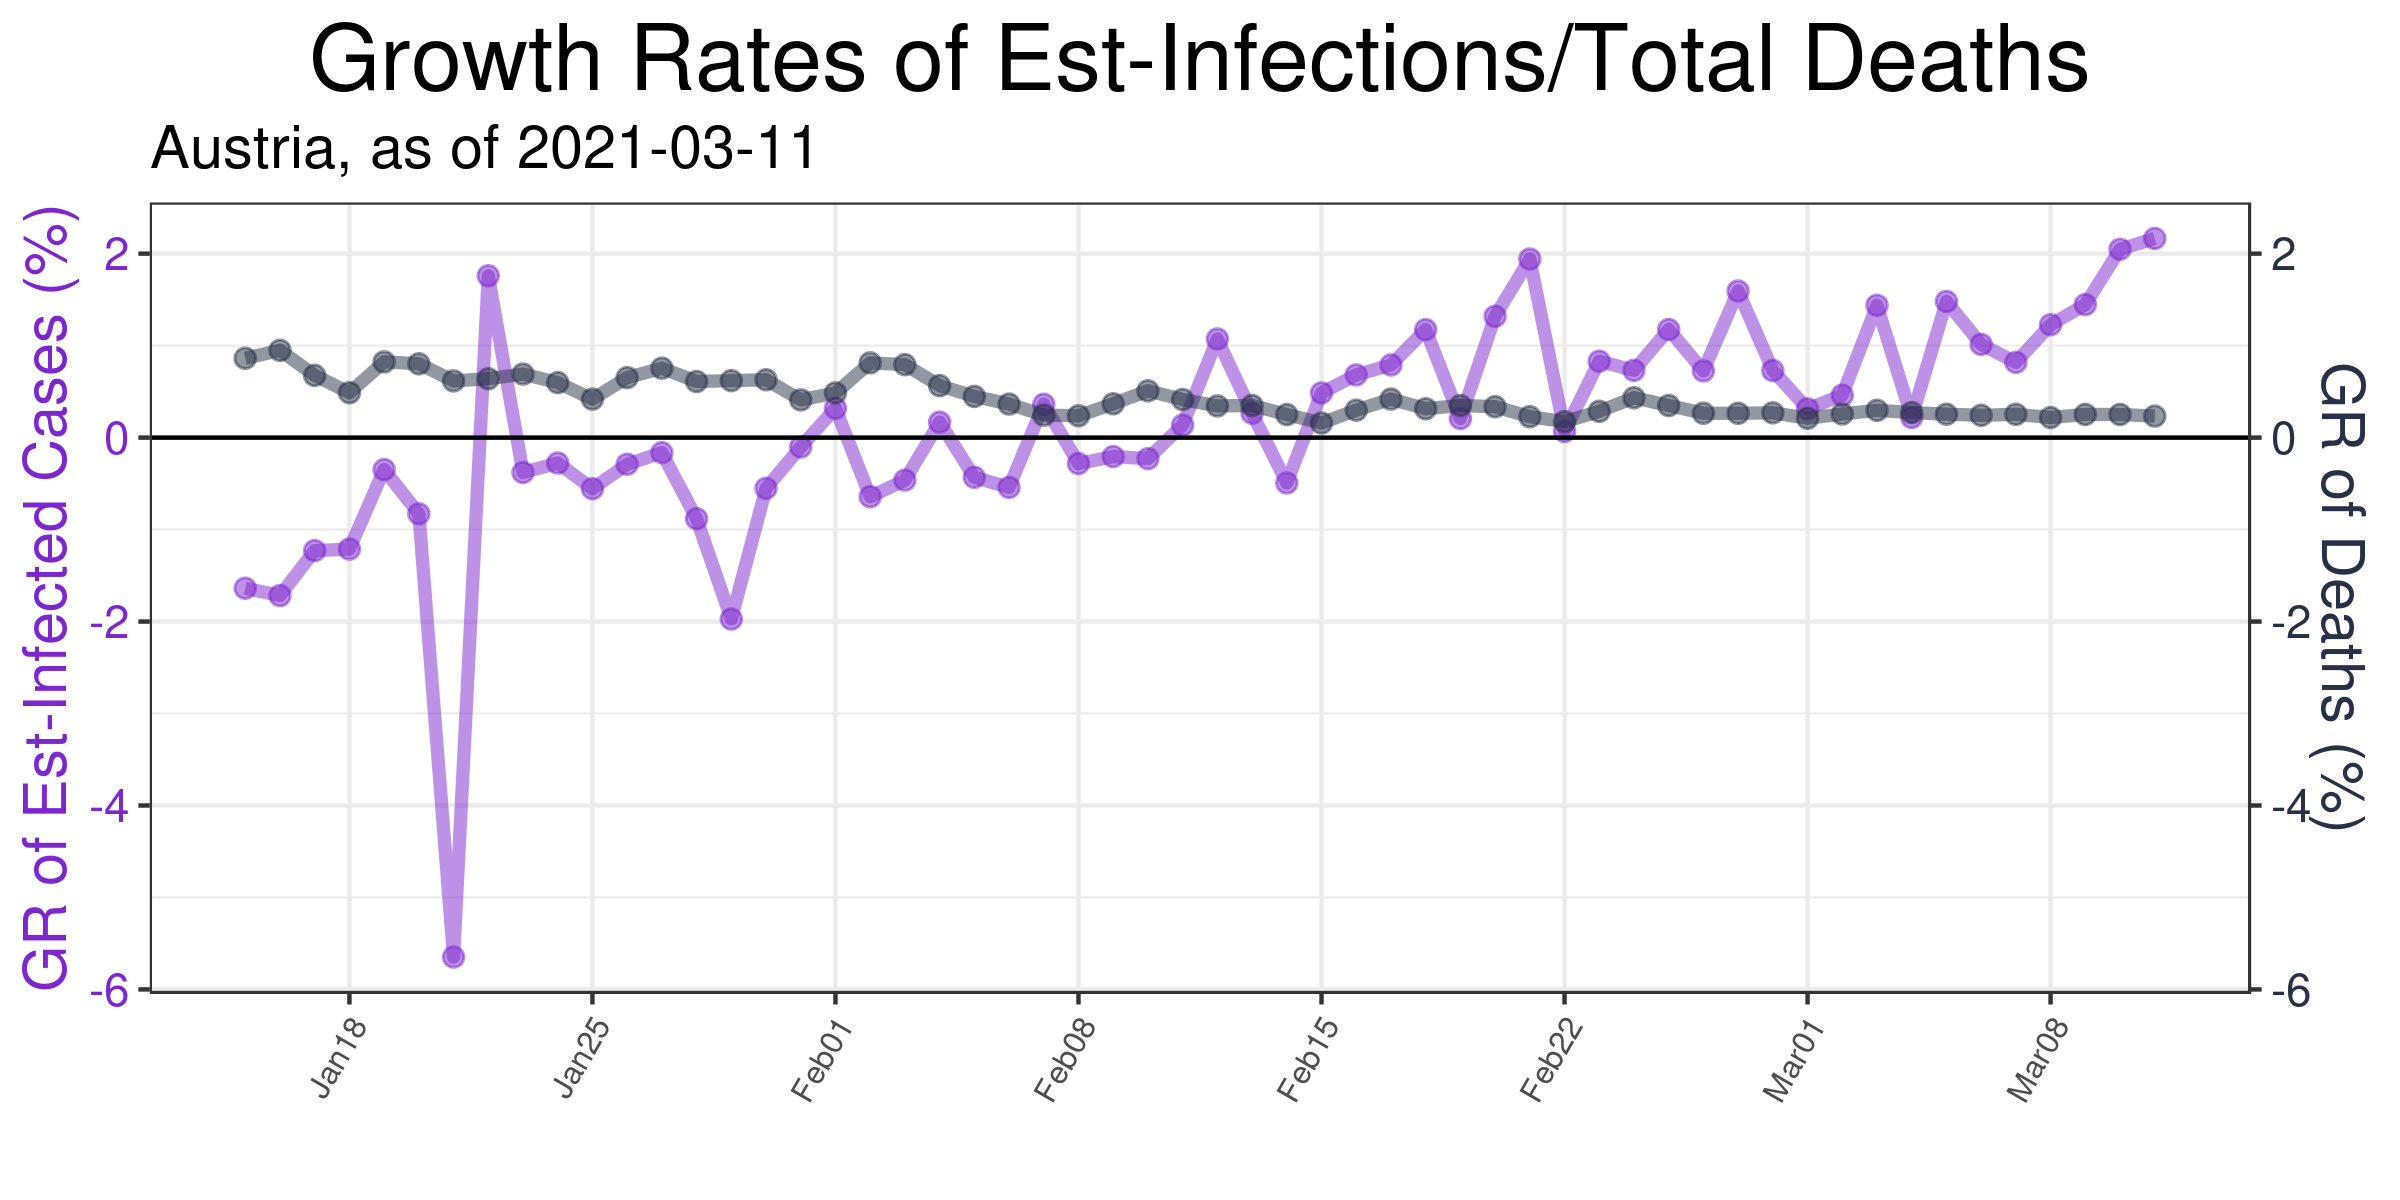 Growth Rates of Est-Infections/Total Deaths
Austria, as of 2021-03-11
GR of Est-Infected Cases (%)
2
0
-2
-4
-6
2
0
-2
-4
-6
GR of Deaths (%)
Jan18
Jan25
Feb01
Feb08
Feb15
Feb22
Mar01
Mar08